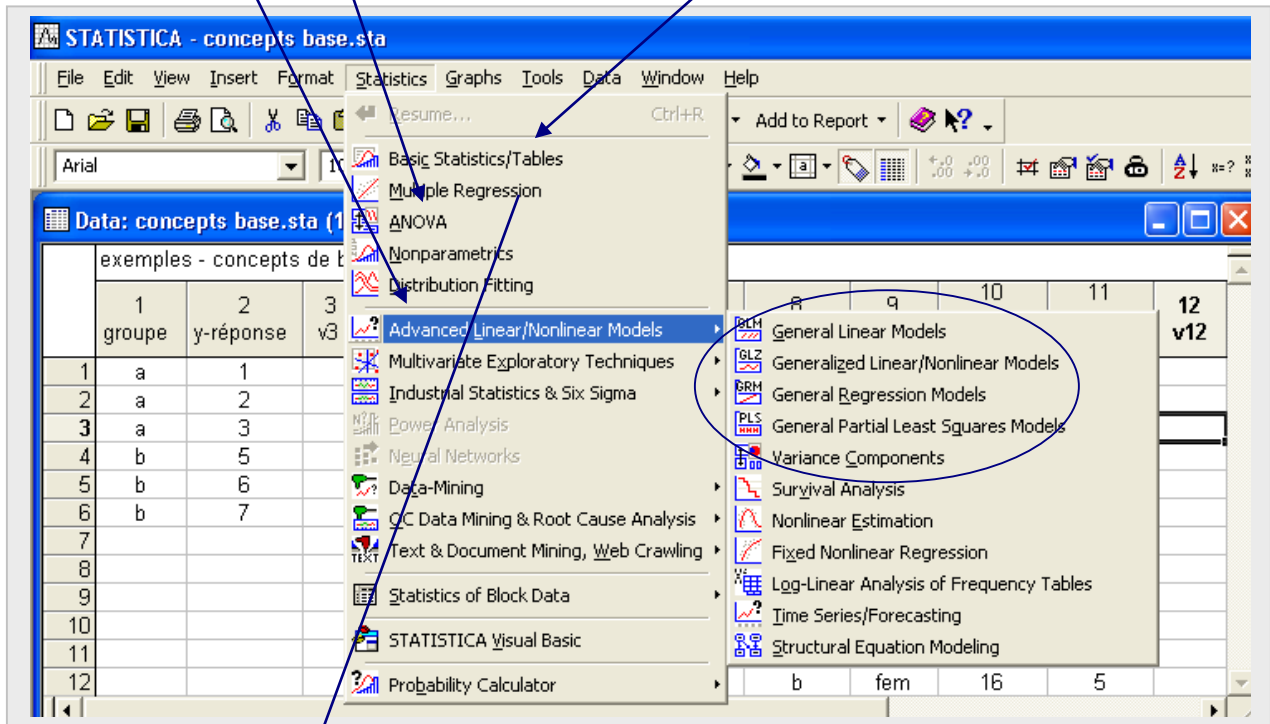 STATISTICA - concepts base.sta
File Edit View Insert Format Statistics Graphs Tools Data Window Help
Resume... Ctrl+R
Add to Report
Arial 10
Basic Statistics/Tables
Multiple Regression
ANOVA
Nonparametrics
Distribution Fitting
Advanced Linear/Nonlinear Models
Multivariate Exploratory Techniques
Industrial Statistics & Six Sigma
Power Analysis
Neural Networks
Data-Mining
QC Data Mining & Root Cause Analysis
Text & Document Mining, Web Crawling
Statistics of Block Data
STATISTICA Visual Basic
Probability Calculator
General Linear Models
Generalized Linear/Nonlinear Models
General Regression Models
General Partial Least Squares Models
Variance Components
Survival Analysis
Nonlinear Estimation
Fixed Nonlinear Regression
Log-Linear Analysis of Frequency Tables
Time Series/Forecasting
Structural Equation Modeling
Data: concepts base.sta (1
exemples - concepts de b
1 2 3 8 9 10 11 12
groupe y-réponse v3 v12
1 a 1
2 a 2
3 a 3
4 b 5
5 b 6
6 b 7
7
8
9
10
11
12 b fem 16 5